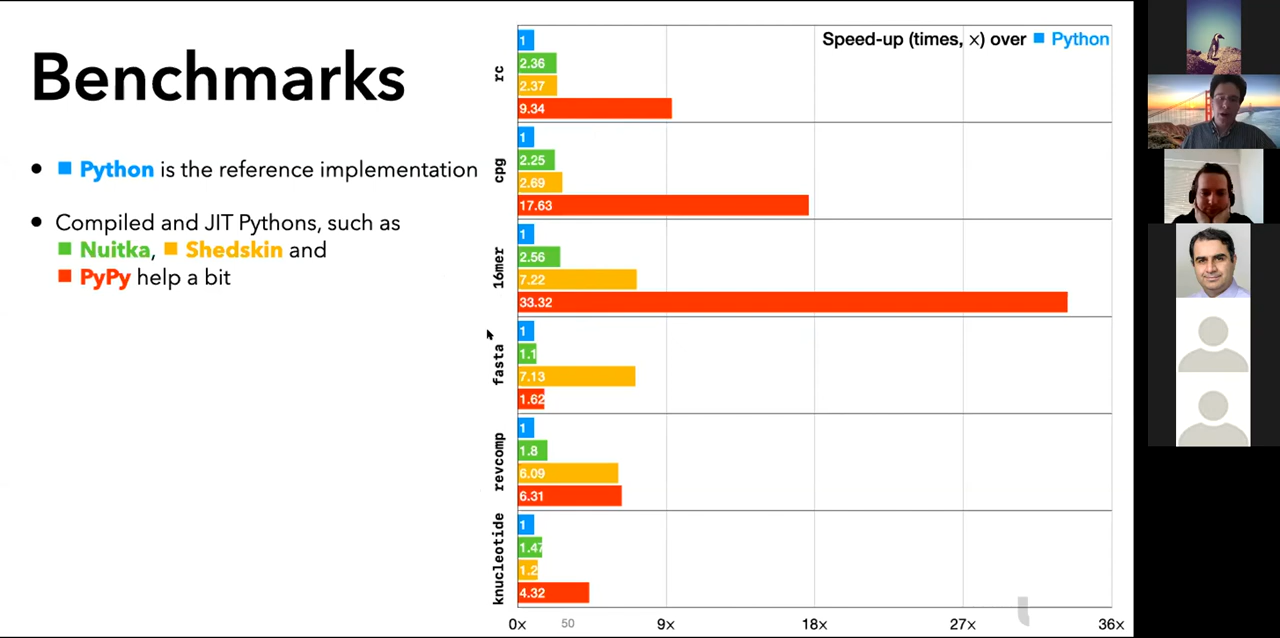 Benchmarks
• Python is the reference implementation
• Compiled and JIT Pythons, such as
Nuitka, Shedskin and
PyPy help a bit
Speed-up (times, x) over Python
rc
1
2.36
2.37
9.34
cpg
1
2.25
2.69
17.63
16mer
1
2.56
7.22
33.32
fasta
1
1.1
7.13
1.62
revcomp
1
1.8
6.09
6.31
knucleotide
1
1.47
1.2
4.32
0x 9x 18x 27x 36x
50